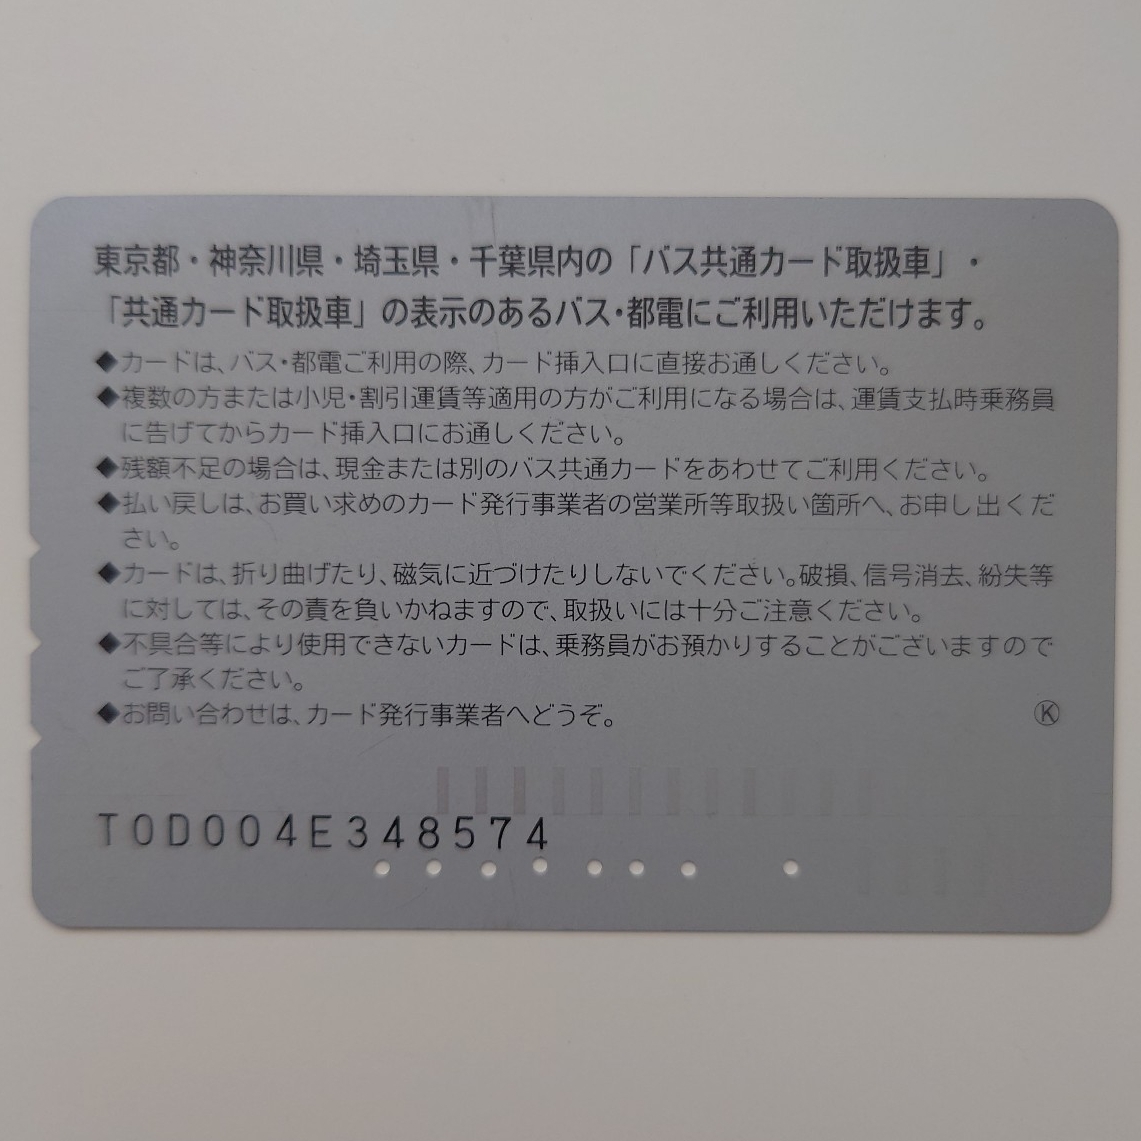 東京都・神奈川県・埼玉県・千葉県内の「バス共通カード取扱車」・
「共通カード取扱車」の表示のあるバス・都電にご利用いただけます。
◆カードは、バス・都電ご利用の際、カード挿入口に直接お通しください。
◆複数の方または小児・割引運賃等適用の方がご利用になる場合は、運賃支払時乗務員
に告げてからカード挿入口にお通しください。
◆残額不足の場合は、現金または別のバス共通カードをあわせてご利用ください。
◆払い戻しは、お買い求めのカード発行事業者の営業所等取扱い箇所へ、お申し出くだ
さい。
◆カードは、折り曲げたり、磁気に近づけたりしないでください。破損、信号消去、紛失等
に対しては、その責を負いかねますので、取扱いには十分ご注意ください。
◆不具合等により使用できないカードは、乗務員がお預かりすることがございますので
ご了承ください。
◆お問い合わせは、カード発行事業者へどうぞ。
Ⓚ
TOD004E348574